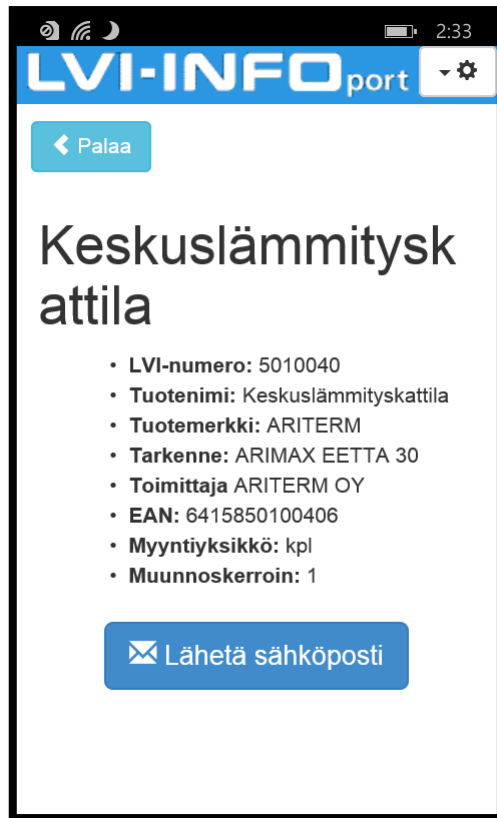 2:33
LVI-INFOport
Palaa
Keskuslämmitysk
attila
• LVI-numero: 5010040
• Tuotenimi: Keskuslämmityskattila
• Tuotemerkki: ARITERM
• Tarkenne: ARIMAX EETTA 30
• Toimittaja ARITERM OY
• EAN: 6415850100406
• Myyntiyksikkö: kpl
• Muunnoskerroin: 1
Lähetä sähköposti